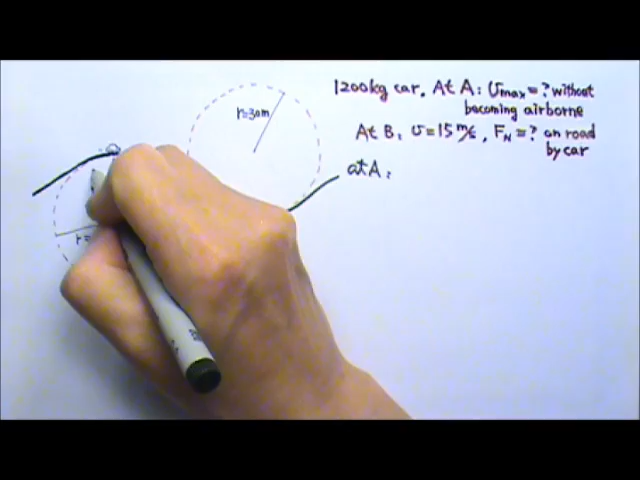 1200kg car. At A: υmax = ? without
becoming airborne
At B: υ = 15 m/s, FN = ? on road
by car
r=30m
at A:
r=